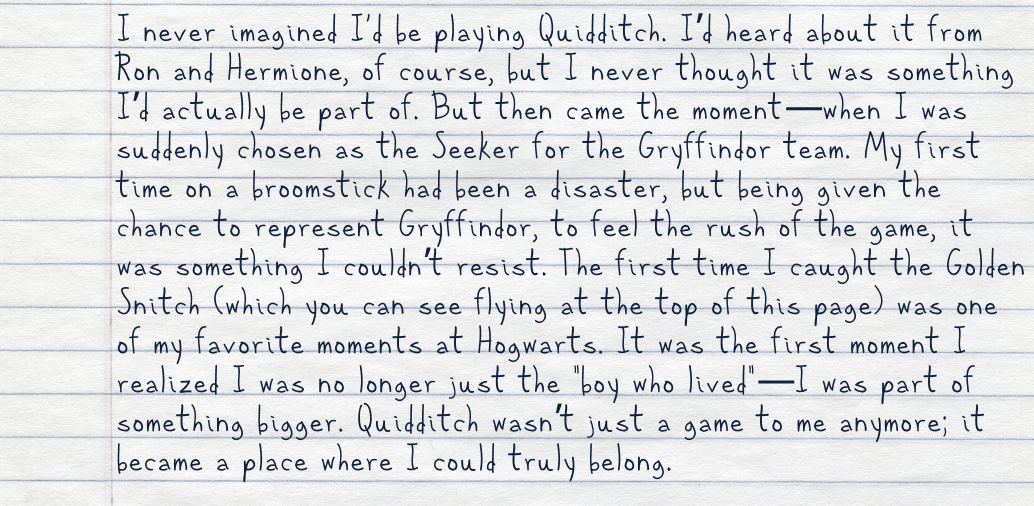 I never imagined I'd be playing Quidditch. I'd heard about it from
Ron and Hermione, of course, but I never thought it was something
I'd actually be part of. But then came the moment—when I was
suddenly chosen as the Seeker for the Gryffindor team. My first
time on a broomstick had been a disaster, but being given the
chance to represent Gryffindor, to feel the rush of the game, it
was something I couldn't resist. The first time I caught the Golden
Snitch (which you can see flying at the top of this page) was one
of my favorite moments at Hogwarts. It was the first moment I
realized I was no longer just the "boy who lived"—I was part of
something bigger. Quidditch wasn't just a game to me anymore; it
became a place where I could truly belong.